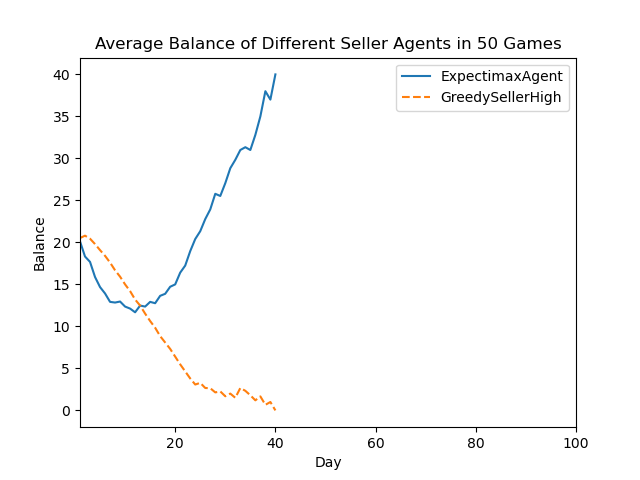 Average Balance of Different Seller Agents in 50 Games
ExpectimaxAgent
GreedySellerHigh
Balance
40
35
30
25
20
15
10
5
0
20 40 60 80 100
Day